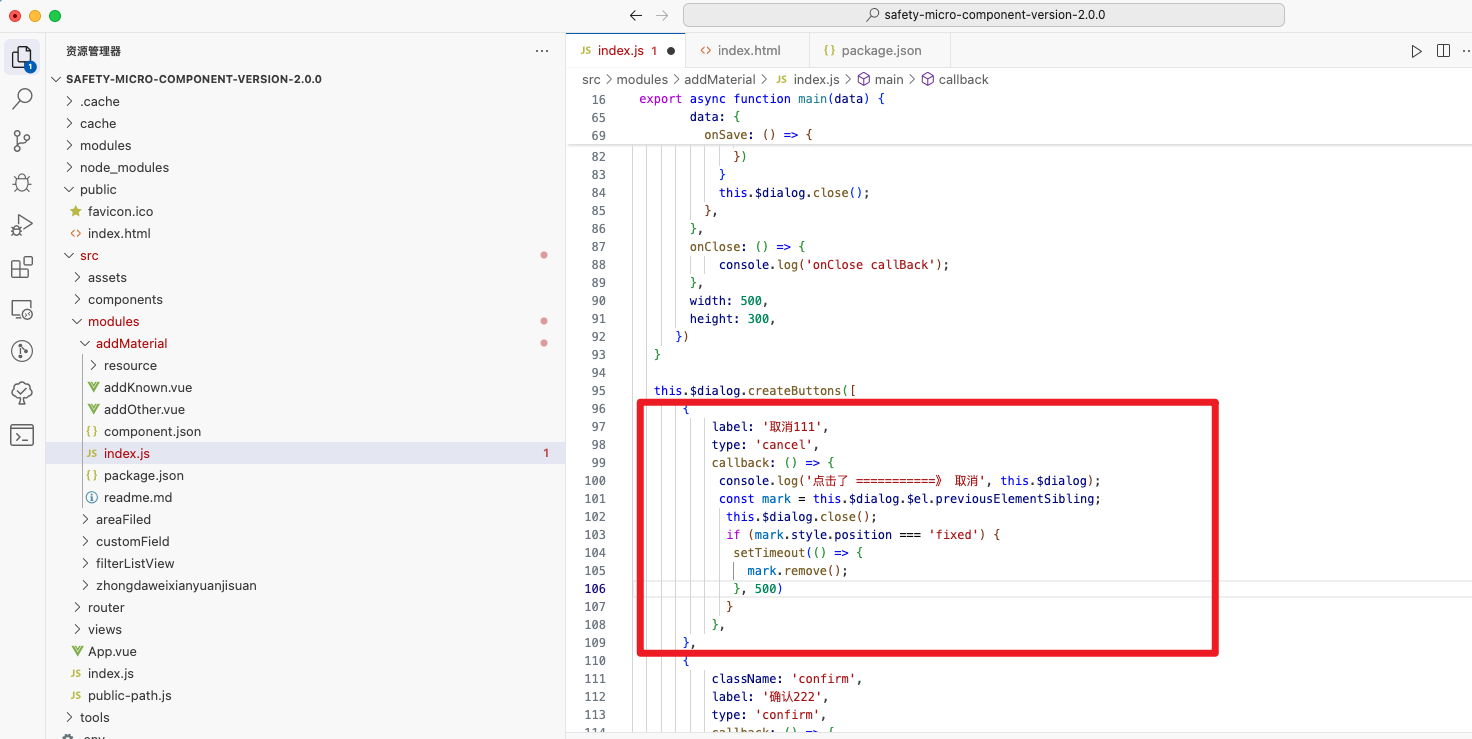 safety-micro-component-version-2.0.0
资源管理器
SAFETY-MICRO-COMPONENT-VERSION-2.0.0
.cache
cache
modules
node_modules
public
favicon.ico
index.html
src
assets
components
modules
addMaterial
resource
addKnown.vue
addOther.vue
component.json
index.js 1
package.json
readme.md
areaFiled
customField
filterListView
zhongdaweixianyuanjisuan
router
views
App.vue
index.js
public-path.js
tools
JS index.js 1 index.html package.json
src > modules > addMaterial > JS index.js > main > callback
16 export async function main(data) {
65 data: {
69 onSave: () => {
82 })
83 }
84 this.$dialog.close();
85 },
86 },
87 onClose: () => {
88 console.log('onClose callBack');
89 },
90 width: 500,
91 height: 300,
92 })
93 }
94
95 this.$dialog.createButtons([
96 {
97 label: '取消111',
98 type: 'cancel',
99 callback: () => {
100 console.log('点击了 ===========》 取消', this.$dialog);
101 const mark = this.$dialog.$el.previousElementSibling;
102 this.$dialog.close();
103 if (mark.style.position === 'fixed') {
104 setTimeout(() => {
105 mark.remove();
106 }, 500)
107 }
108 },
109 },
110 {
111 className: 'confirm',
112 label: '确认222',
113 type: 'confirm',
114 callback: () => {